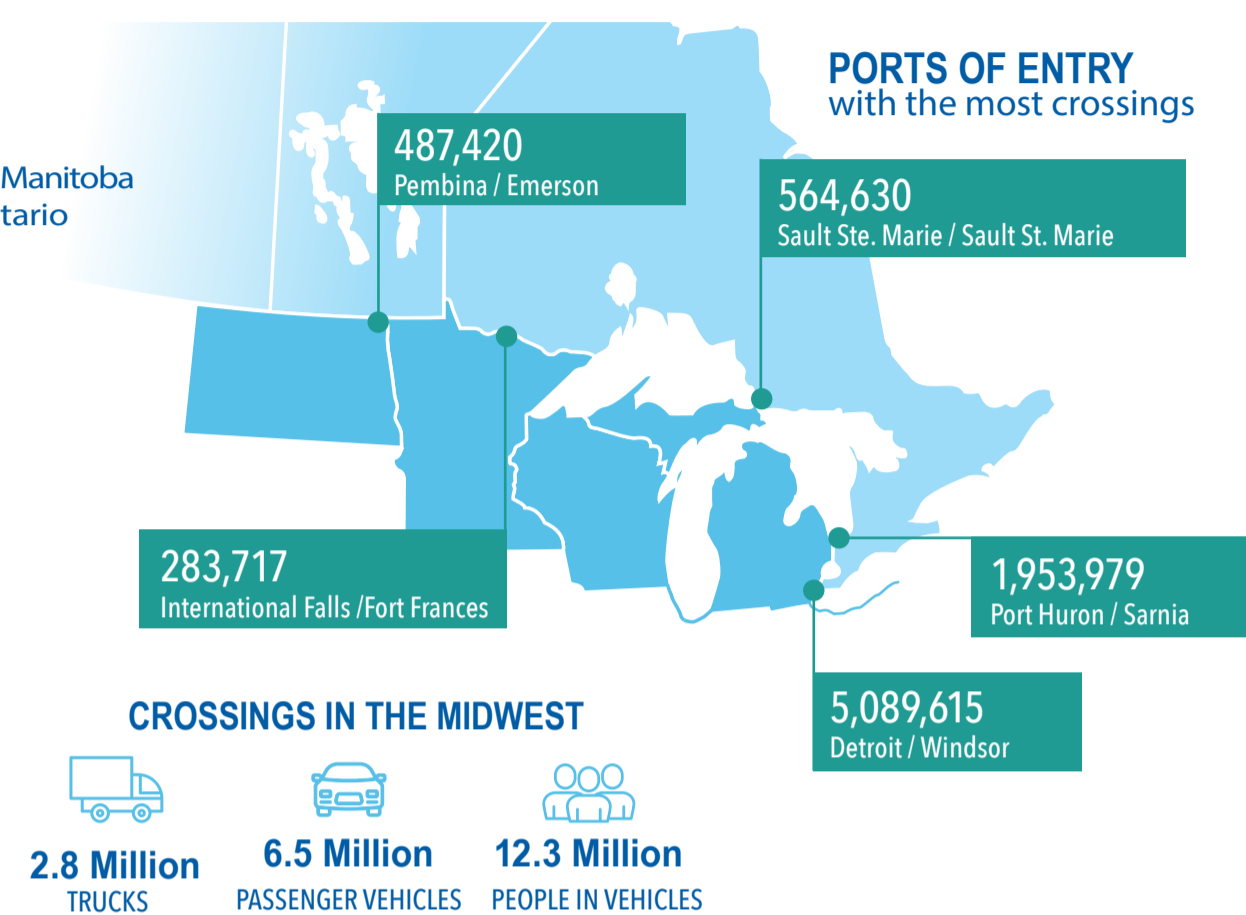 PORTS OF ENTRY
with the most crossings
Manitoba
tario
487,420
Pembina / Emerson
564,630
Sault Ste. Marie / Sault St. Marie
283,717
International Falls /Fort Frances
1,953,979
Port Huron / Sarnia
5,089,615
Detroit / Windsor
CROSSINGS IN THE MIDWEST
2.8 Million
TRUCKS
6.5 Million
PASSENGER VEHICLES
12.3 Million
PEOPLE IN VEHICLES